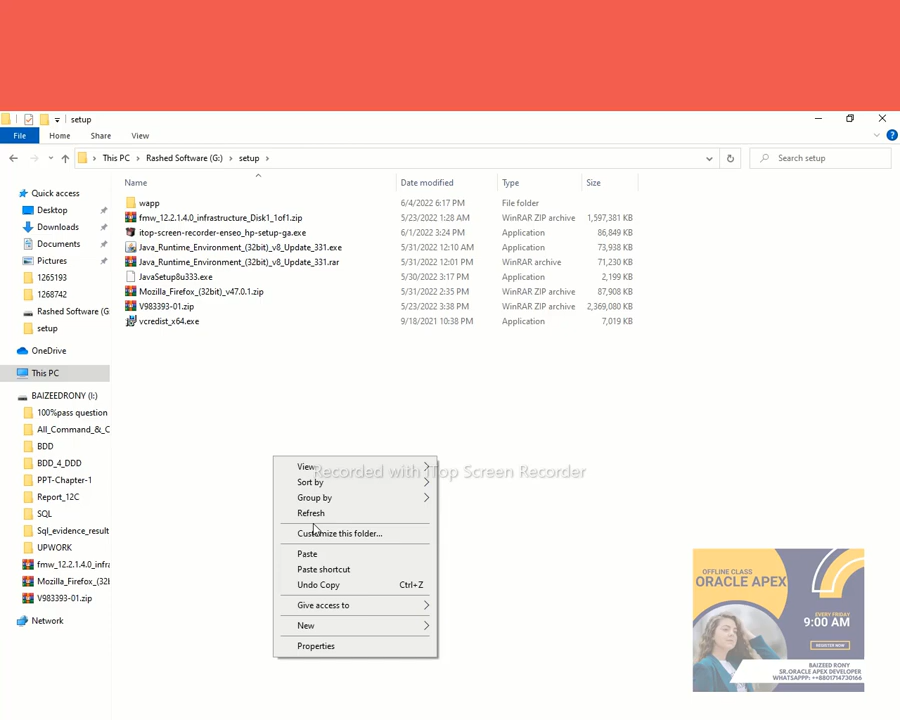 setup
File Home Share View
This PC Rashed Software (G:) setup
Search setup
Name Date modified Type Size
wapp 6/4/2022 6:17 PM File folder
fmw_12.2.1.4.0_infrastructure_Disk1_1of1.zip 5/23/2022 1:28 AM WinRAR ZIP archive 1,597,381 KB
itop-screen-recorder-enseo_hp-setup-ga.exe 6/1/2022 3:24 PM Application 86,849 KB
Java_Runtime_Environment_(32bit)_v8_Update_331.exe 5/31/2022 12:10 AM Application 73,938 KB
Java_Runtime_Environment_(32bit)_v8_Update_331.rar 5/31/2022 12:01 PM WinRAR archive 71,230 KB
JavaSetup8u333.exe 5/30/2022 3:17 PM Application 2,199 KB
Mozilla_Firefox_(32bit)_v47.0.1.zip 5/31/2022 2:35 PM WinRAR ZIP archive 87,908 KB
V983393-01.zip 5/23/2022 3:38 PM WinRAR ZIP archive 2,369,080 KB
vcredist_x64.exe 9/18/2021 10:38 PM Application 7,019 KB
Quick access
Desktop
Downloads
Documents
Pictures
1265193
1268742
Rashed Software (G
setup
OneDrive
This PC
BAIZEEDRONY (I:)
100%pass question
All_Command_&_C
BDD
BDD_4_DDD
PPT-Chapter-1
Report_12C
SQL
Sql_evidence_result
UPWORK
fmw_12.2.1.4.0_infra
Mozilla_Firefox_(32b
V983393-01.zip
Network
View
Sort by
Group by
Refresh
Customize this folder...
Paste
Paste shortcut
Undo Copy Ctrl+Z
Give access to
New
Properties
Recorded with iTop Screen Recorder
OFFLINE CLASS
ORACLE APEX
EVERY FRIDAY
9:00 AM
REGISTER NOW
BAIZEED RONY
SR.ORACLE APEX DEVELOPER
WHATSAPPP: ++8801714730166